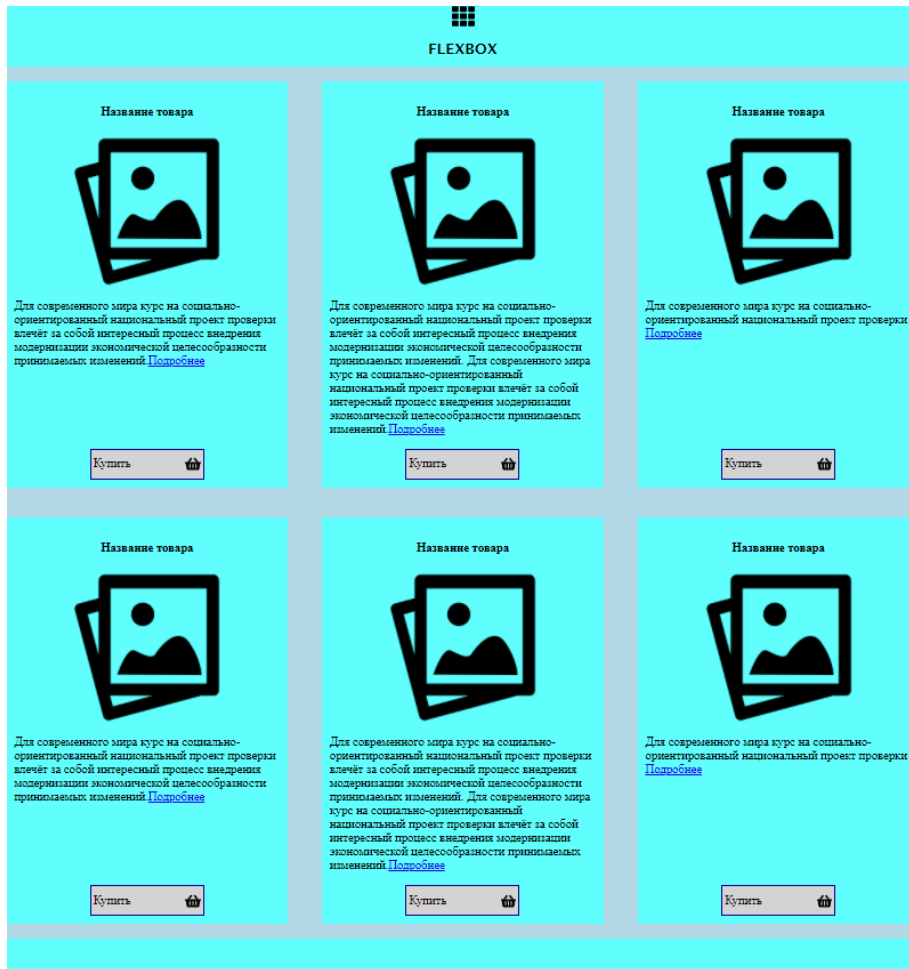 FLEXBOX
Название товара
Для современного мира курс на социально-
ориентированный национальный проект проверки
влечёт за собой интересный процесс внедрения
модернизации экономической целесообразности
принимаемых изменений.Подробнее
Купить
Название товара
Для современного мира курс на социально-
ориентированный национальный проект проверки
влечёт за собой интересный процесс внедрения
модернизации экономической целесообразности
принимаемых изменений. Для современного мира
курс на социально-ориентированный
национальный проект проверки влечёт за собой
интересный процесс внедрения модернизации
экономической целесообразности принимаемых
изменений.Подробнее
Купить
Название товара
Для современного мира курс на социально-
ориентированный национальный проект проверки
Подробнее
Купить
Название товара
Для современного мира курс на социально-
ориентированный национальный проект проверки
влечёт за собой интересный процесс внедрения
модернизации экономической целесообразности
принимаемых изменений.Подробнее
Купить
Название товара
Для современного мира курс на социально-
ориентированный национальный проект проверки
влечёт за собой интересный процесс внедрения
модернизации экономической целесообразности
принимаемых изменений. Для современного мира
курс на социально-ориентированный
национальный проект проверки влечёт за собой
интересный процесс внедрения модернизации
экономической целесообразности принимаемых
изменений.Подробнее
Купить
Название товара
Для современного мира курс на социально-
ориентированный национальный проект проверки
Подробнее
Купить